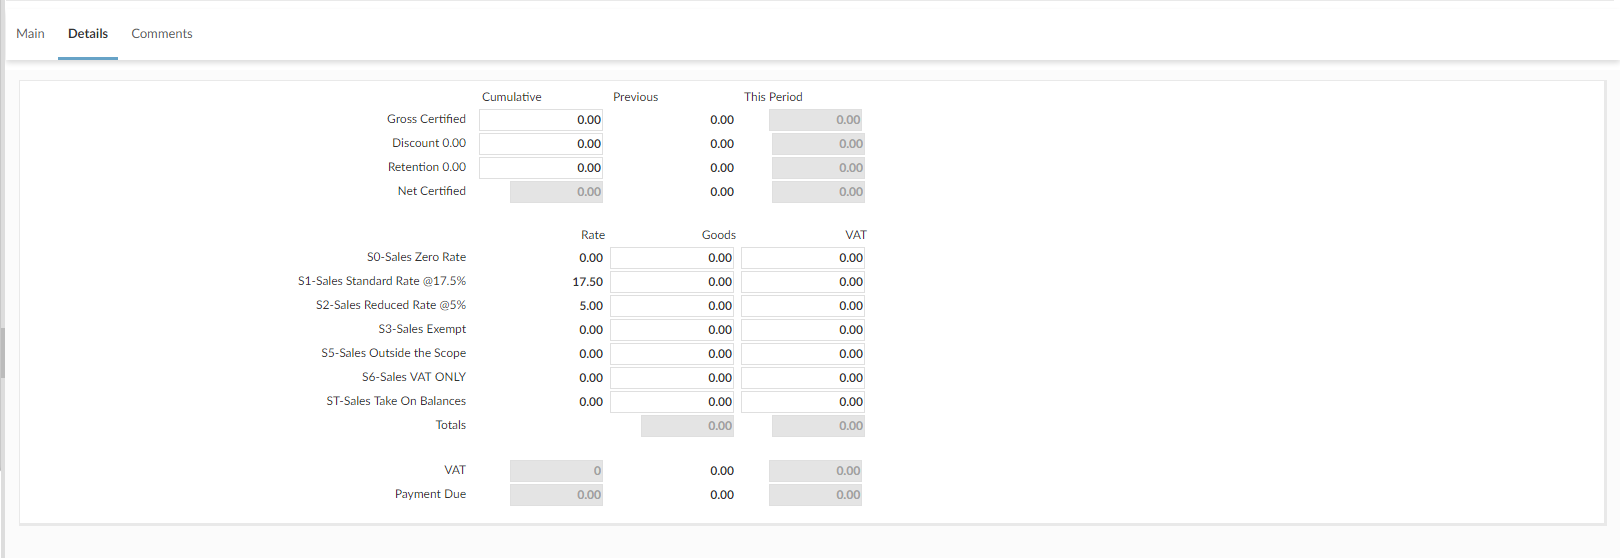 Main Details Comments
Cumulative Previous This Period
Gross Certified 0.00 0.00 0.00
Discount 0.00 0.00 0.00 0.00
Retention 0.00 0.00 0.00 0.00
Net Certified 0.00 0.00 0.00
Rate Goods VAT
S0-Sales Zero Rate 0.00 0.00 0.00
S1-Sales Standard Rate @17.5% 17.50 0.00 0.00
S2-Sales Reduced Rate @5% 5.00 0.00 0.00
S3-Sales Exempt 0.00 0.00 0.00
S5-Sales Outside the Scope 0.00 0.00 0.00
S6-Sales VAT ONLY 0.00 0.00 0.00
ST-Sales Take On Balances 0.00 0.00 0.00
Totals 0.00 0.00
VAT 0 0.00 0.00
Payment Due 0.00 0.00 0.00